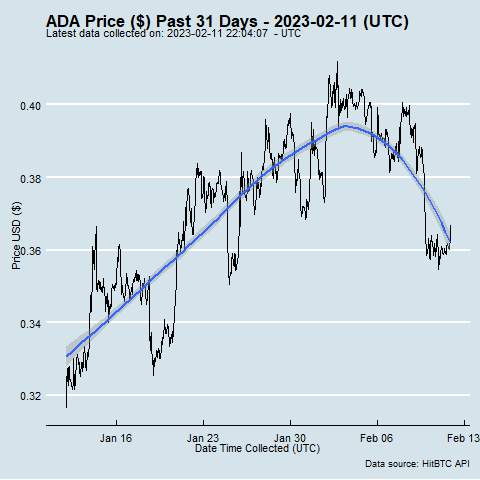 ADA Price ($) Past 31 Days - 2023-02-11 (UTC)
Latest data collected on: 2023-02-11 22:04:07  - UTC
0.40
0.38
0.36
0.34
0.32
Price USD ($)
Jan 16
Jan 23
Jan 30
Feb 06
Feb 13
Date Time Collected (UTC)
Data source: HitBTC API